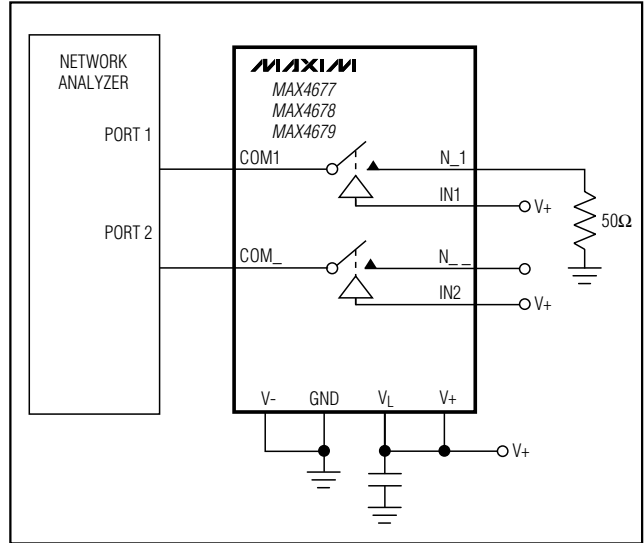 NETWORK
ANALYZER
MAXIM
MAX4677
MAX4678
MAX4679
PORT 1
COM1
N_1
IN1
V+
50Ω
PORT 2
COM_
N_ _
IN2
V+
V-
GND
VL
V+
V+